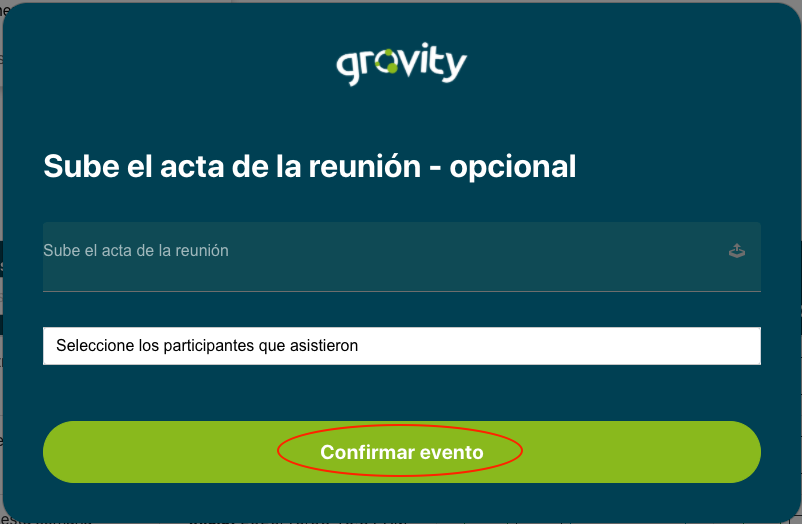 gravity
Sube el acta de la reunión - opcional
Sube el acta de la reunión
Seleccione los participantes que asistieron
Confirmar evento